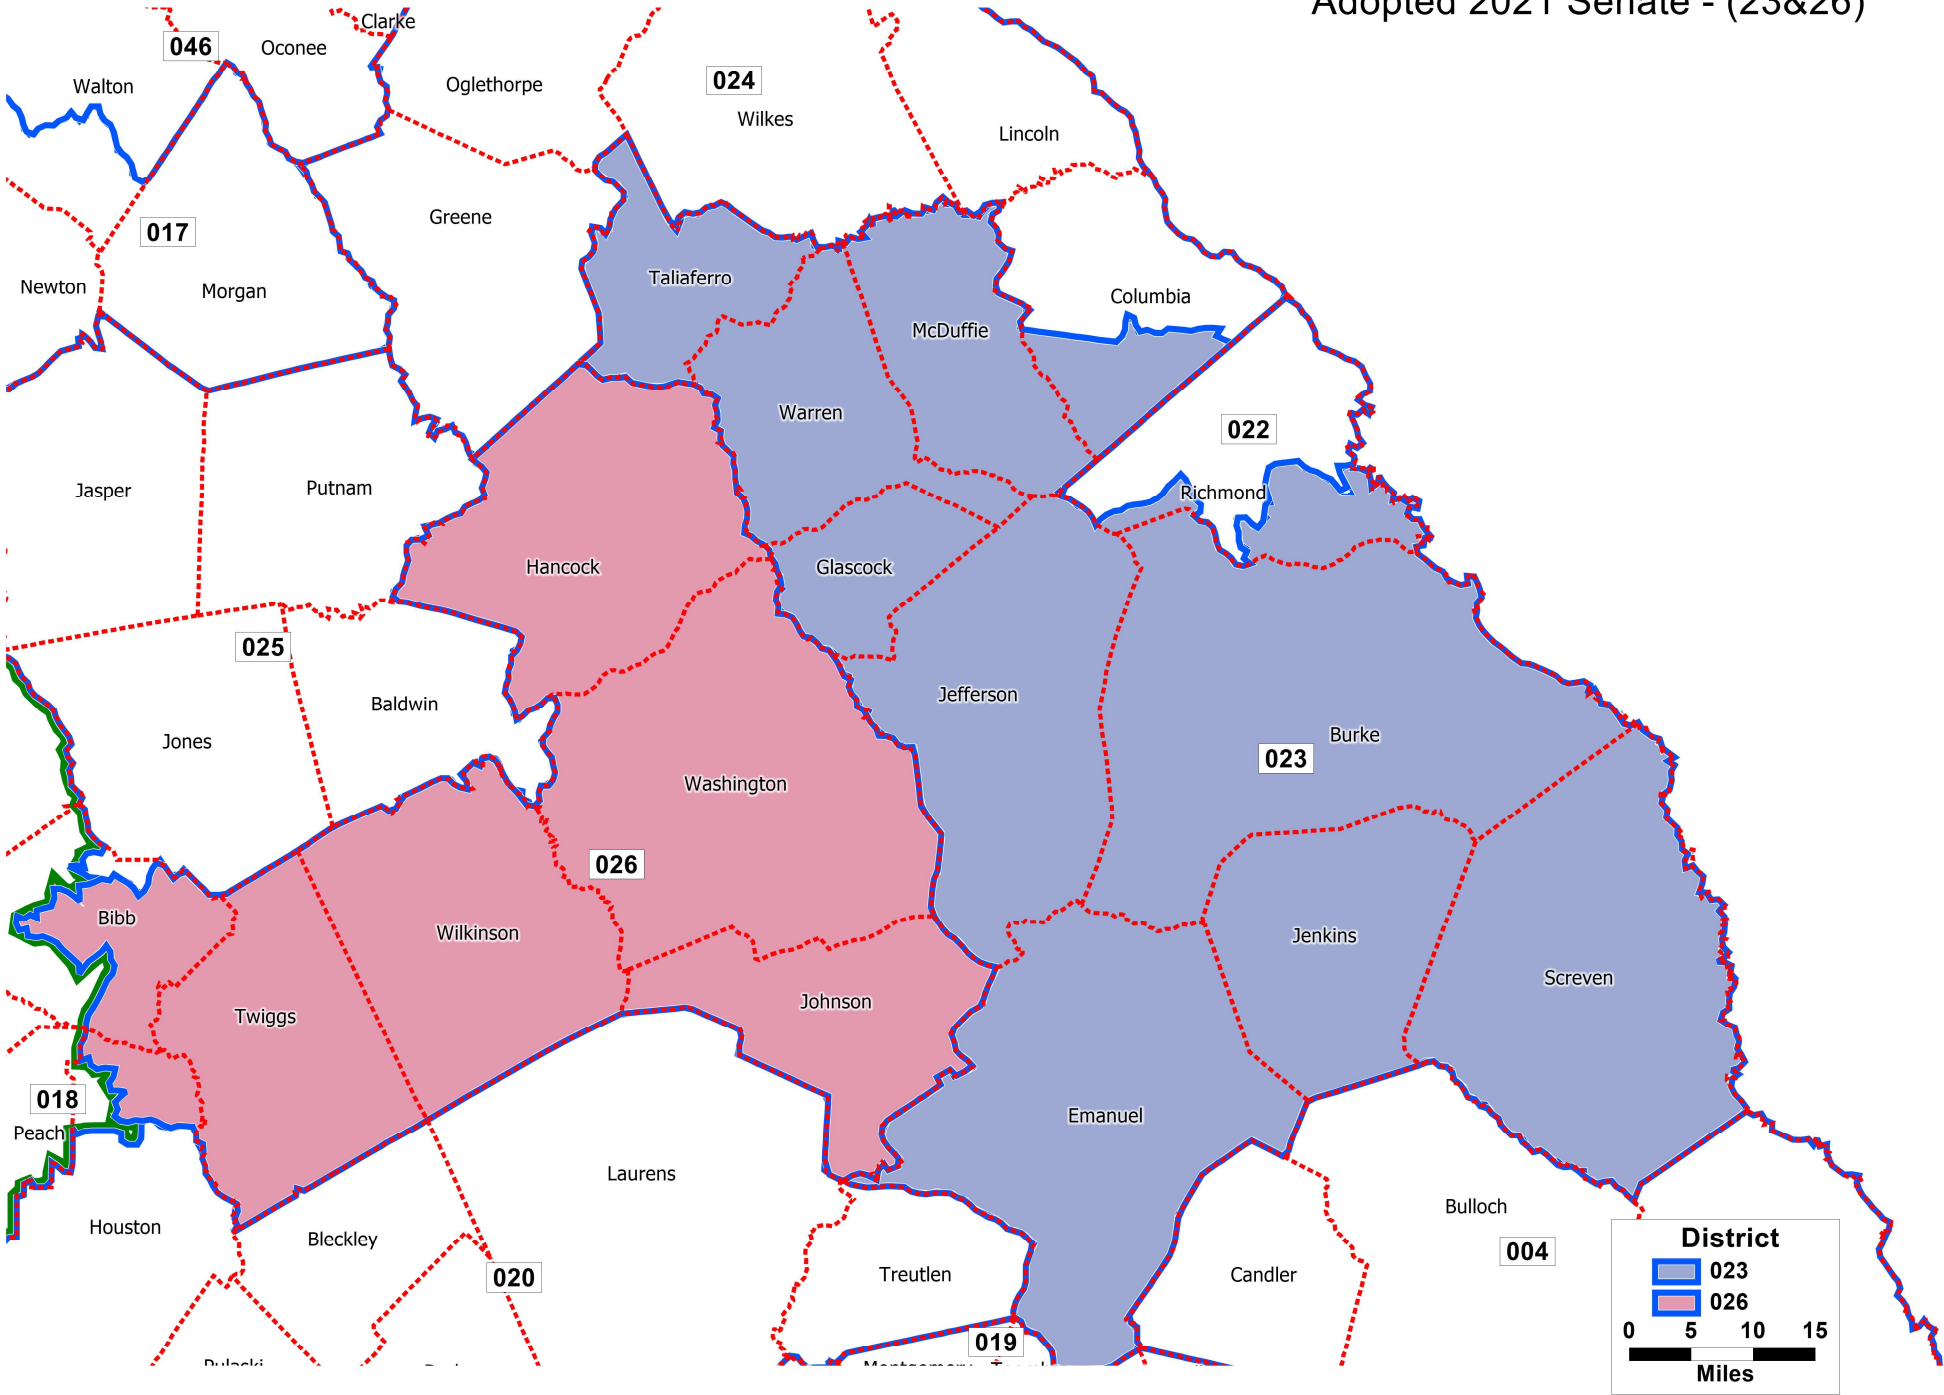 Adopted 2021 Senate - (23&26)
Clarke
046
Oconee
Walton
Oglethorpe
024
Wilkes
Lincoln
017
Greene
Newton
Morgan
Taliaferro
Columbia
McDuffie
Warren
022
Jasper
Putnam
Richmond
Hancock
Glascock
025
Baldwin
Jefferson
Jones
Burke
023
Washington
026
Bibb
Wilkinson
Jenkins
Screven
Twiggs
Johnson
018
Peach
Emanuel
Laurens
Houston
Bleckley
Bulloch
004
020
Treutlen
Candler
019
Pulaski
Montgomery
District
023
026
0 5 10 15
Miles